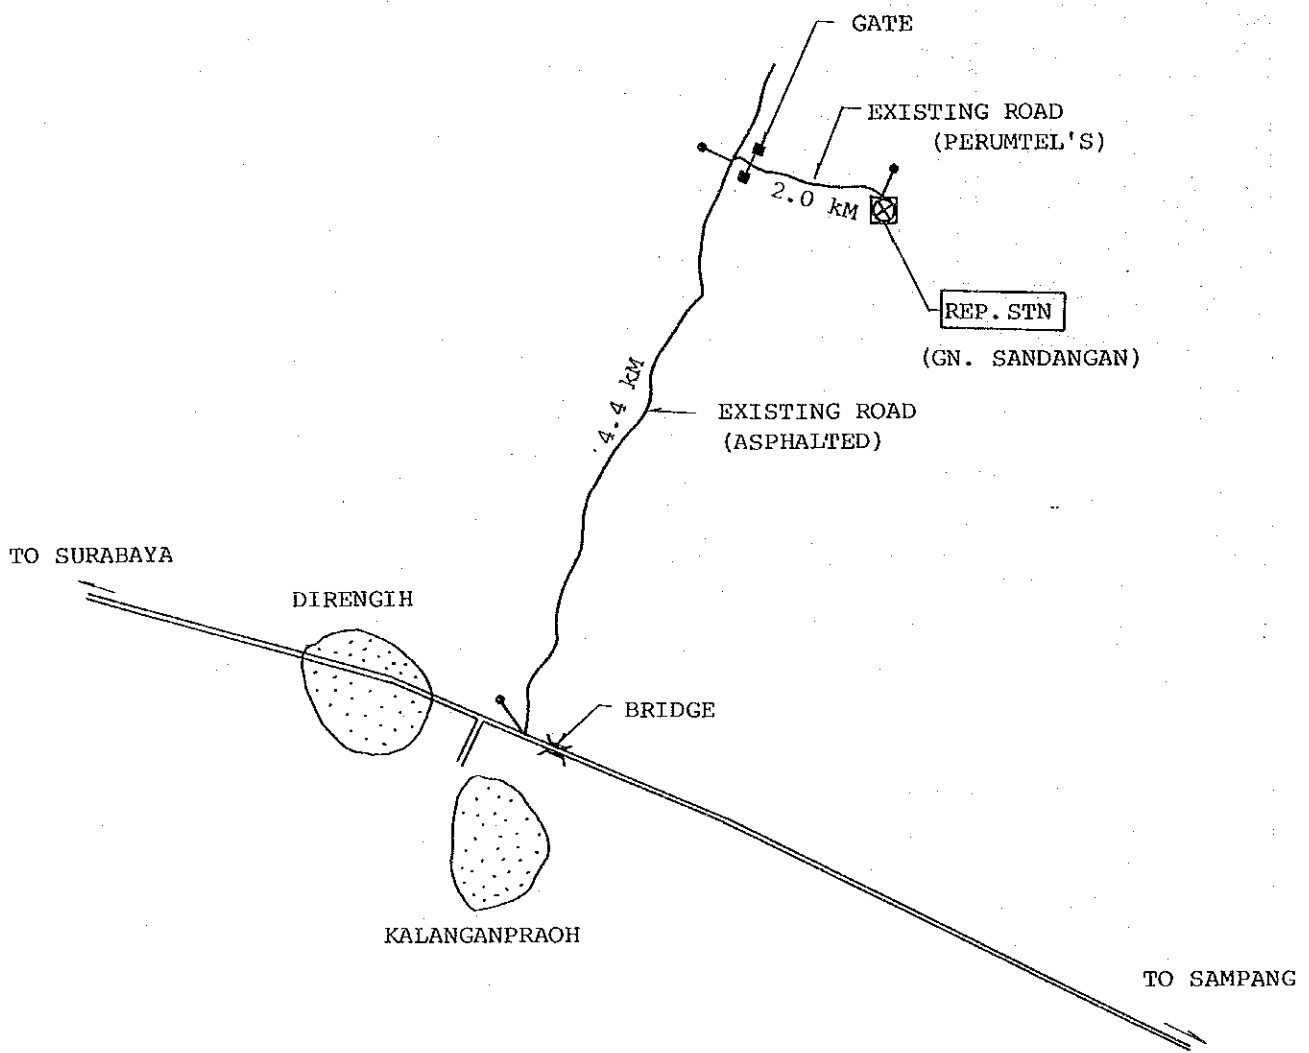 GATE
EXISTING ROAD
(PERUMTEL'S)
2.0 KM
REP. STN
(GN. SANDANGAN)
4.4 KM
EXISTING ROAD
(ASPHALTED)
TO SURABAYA
DIRENGIH
BRIDGE
KALANGANPRAOH
TO SAMPANG